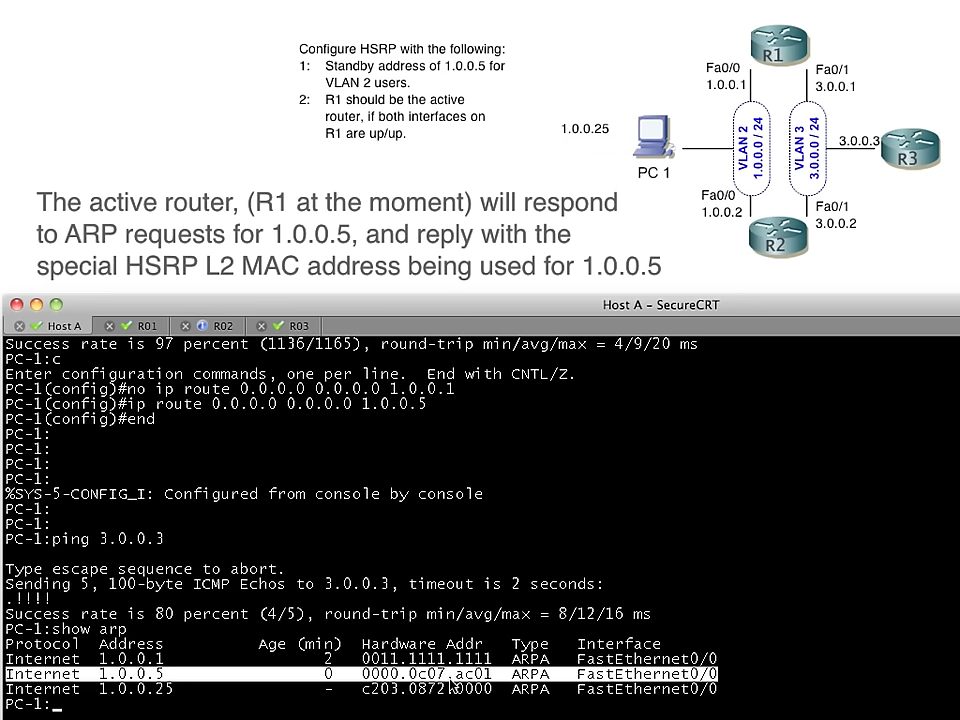 Configure HSRP with the following:
1: Standby address of 1.0.0.5 for
VLAN 2 users.
2: R1 should be the active
router, if both interfaces on
R1 are up/up.
R1
Fa0/0
1.0.0.1
Fa0/1
3.0.0.1
1.0.0.25
PC 1
VLAN 2
1.0.0.0 / 24
VLAN 3
3.0.0.0 / 24
3.0.0.3
R3
Fa0/0
1.0.0.2
Fa0/1
3.0.0.2
R2
The active router, (R1 at the moment) will respond
to ARP requests for 1.0.0.5, and reply with the
special HSRP L2 MAC address being used for 1.0.0.5
Host A – SecureCRT
Host A R01 R02 R03
Success rate is 97 percent (1136/1165), round-trip min/avg/max = 4/9/20 ms
PC-1:c
Enter configuration commands, one per line.  End with CNTL/Z.
PC-1(config)#no ip route 0.0.0.0 0.0.0.0 1.0.0.1
PC-1(config)#ip route 0.0.0.0 0.0.0.0 1.0.0.5
PC-1(config)#end
PC-1:
PC-1:
PC-1:
PC-1:
%SYS-5-CONFIG_I: Configured from console by console
PC-1:
PC-1:
PC-1:ping 3.0.0.3
Type escape sequence to abort.
Sending 5, 100-byte ICMP Echos to 3.0.0.3, timeout is 2 seconds:
.!!!!
Success rate is 80 percent (4/5), round-trip min/avg/max = 8/12/16 ms
PC-1:show arp
Protocol  Address          Age (min)  Hardware Addr   Type   Interface
Internet  1.0.0.1                 2   0011.1111.1111  ARPA   FastEthernet0/0
Internet  1.0.0.5                 0   0000.0c07.ac01  ARPA   FastEthernet0/0
Internet  1.0.0.25                -   c203.0872.0000  ARPA   FastEthernet0/0
PC-1:_